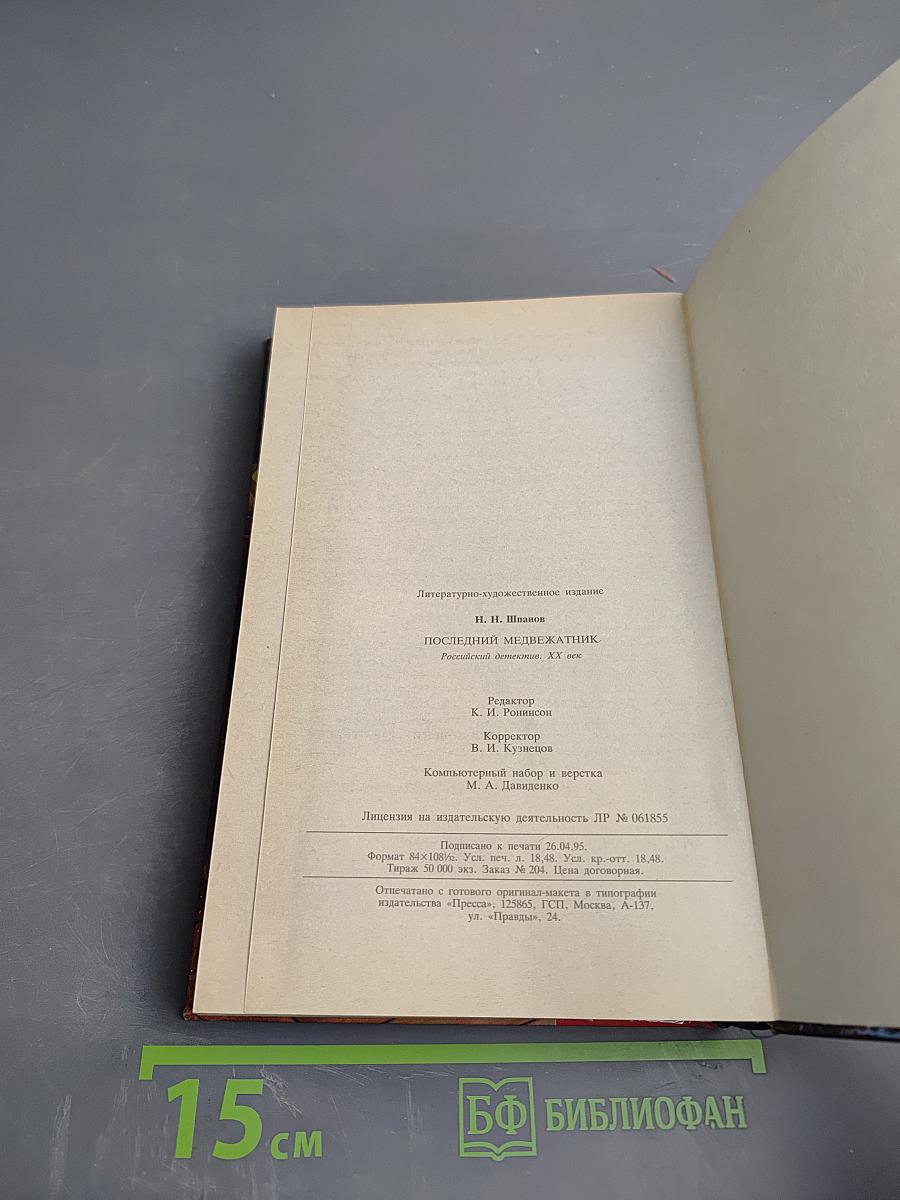 Литературно-художественное издание
Н. Н. Шпанов
ПОСЛЕДНИЙ МЕДВЕЖАТНИК
Российский детектив. XX век
Редактор
К. И. Ронинсон
Корректор
В. И. Кузнецов
Компьютерный набор и верстка
М. А. Давиденко
Лицензия на издательскую деятельность ЛР № 061855
Подписано к печати 26.04.95.
Формат 84×108½. Усл. печ. л. 18,48. Усл. кр.-отт. 18,48.
Тираж 50 000 экз. Заказ № 204. Цена договорная.
Отпечатано с готового оригинал-макета в типографии
издательства «Пресса», 125865, ГСП, Москва, А-137,
ул. «Правды», 24.
15 см
БФ БИБЛИОФАН